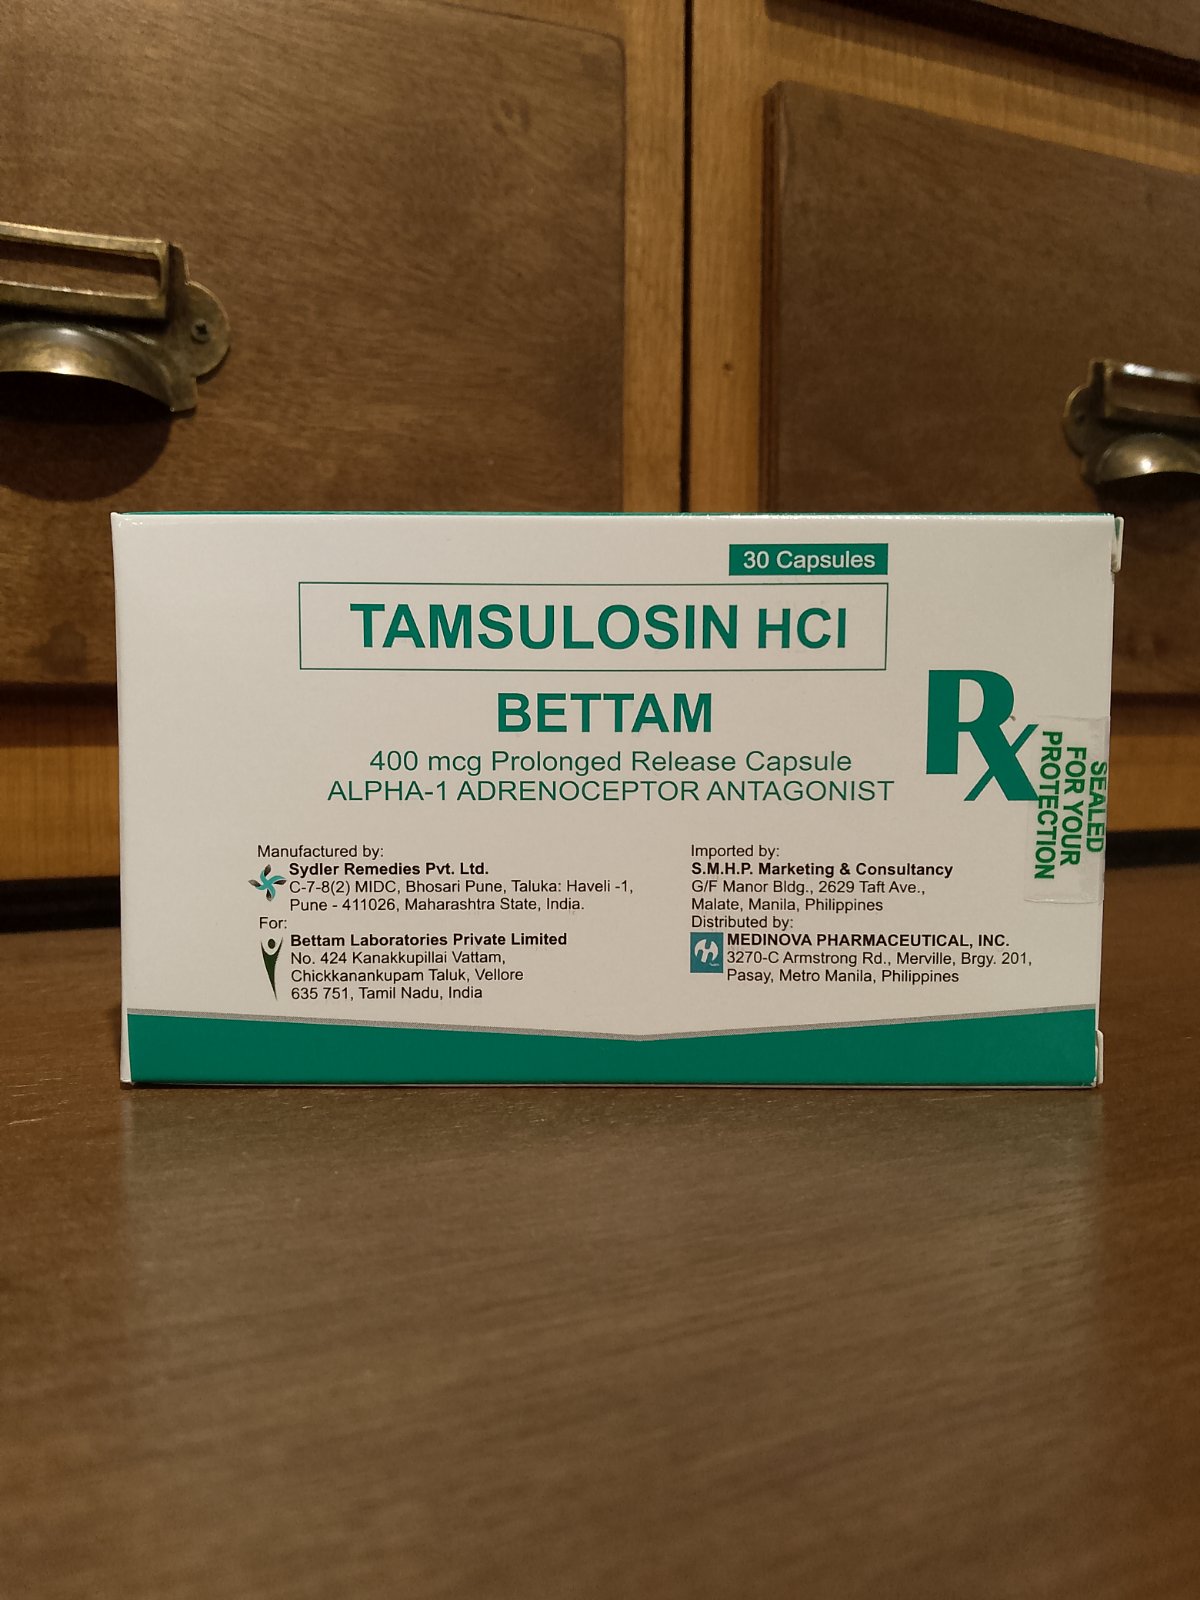 30 Capsules
TAMSULOSIN HCl
BETTAM
400 mcg Prolonged Release Capsule
ALPHA-1 ADRENOCEPTOR ANTAGONIST
Rx
SEALED
FOR YOUR
PROTECTION
Manufactured by:
Sydler Remedies Pvt. Ltd.
C-7-8(2) MIDC, Bhosari Pune, Taluka: Haveli -1,
Pune - 411026, Maharashtra State, India.
For:
Bettam Laboratories Private Limited
No. 424 Kanakkupillai Vattam,
Chickkanankupam Taluk, Vellore
635 751, Tamil Nadu, India
Imported by:
S.M.H.P. Marketing & Consultancy
G/F Manor Bldg., 2629 Taft Ave.,
Malate, Manila, Philippines
Distributed by:
MEDINOVA PHARMACEUTICAL, INC.
3270-C Armstrong Rd., Merville, Brgy. 201,
Pasay, Metro Manila, Philippines